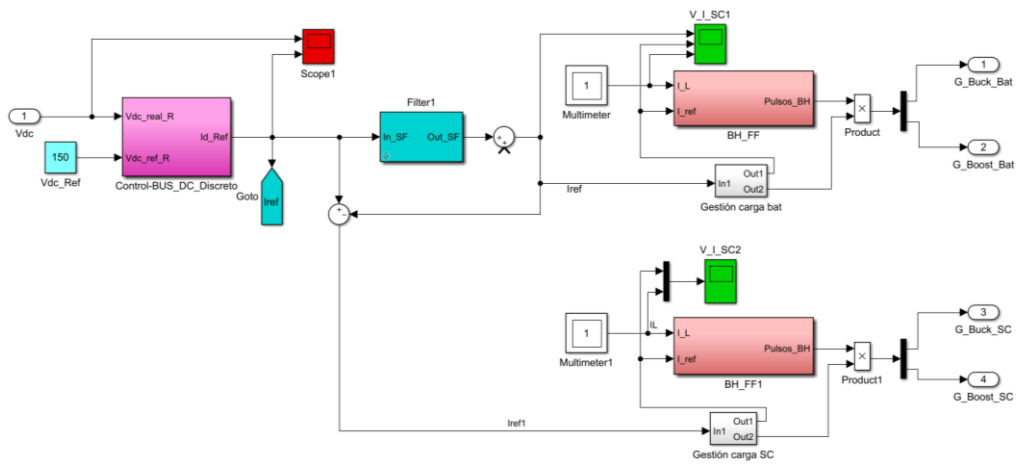 V_I_SC1
Scope1
1
Vdc
Vdc_real_R
Id_Ref
Vdc_ref_R
Control-BUS_DC_Discreto
150
Vdc_Ref
Goto
Iref
Filter1
In_SF
Out_SF
1
Multimeter
I_L
Pulsos_BH
I_ref
BH_FF
Product
1
G_Buck_Bat
2
G_Boost_Bat
Iref
In1
Out1
Out2
Gestión carga bat
V_I_SC2
1
Multimeter1
IL
I_L
Pulsos_BH
I_ref
BH_FF1
Product1
3
G_Buck_SC
4
G_Boost_SC
Iref1
In1
Out1
Out2
Gestión carga SC